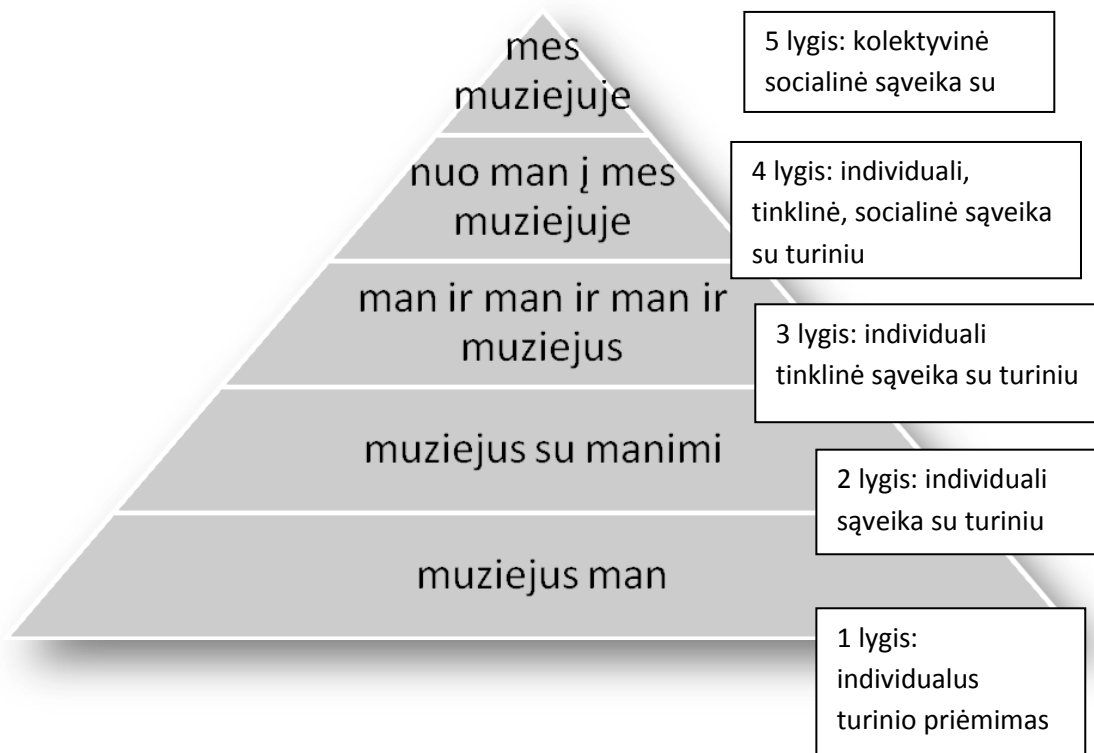 mes
muziejuje
5 lygis: kolektyvinė
socialinė sąveika su
nuo man į mes
muziejuje
4 lygis: individuali,
tinklinė, socialinė sąveika
su turiniu
man ir man ir man ir
muziejus
3 lygis: individuali
tinklinė sąveika su turiniu
muziejus su manimi
2 lygis: individuali
sąveika su turiniu
muziejus man
1 lygis:
individualus
turinio priėmimas